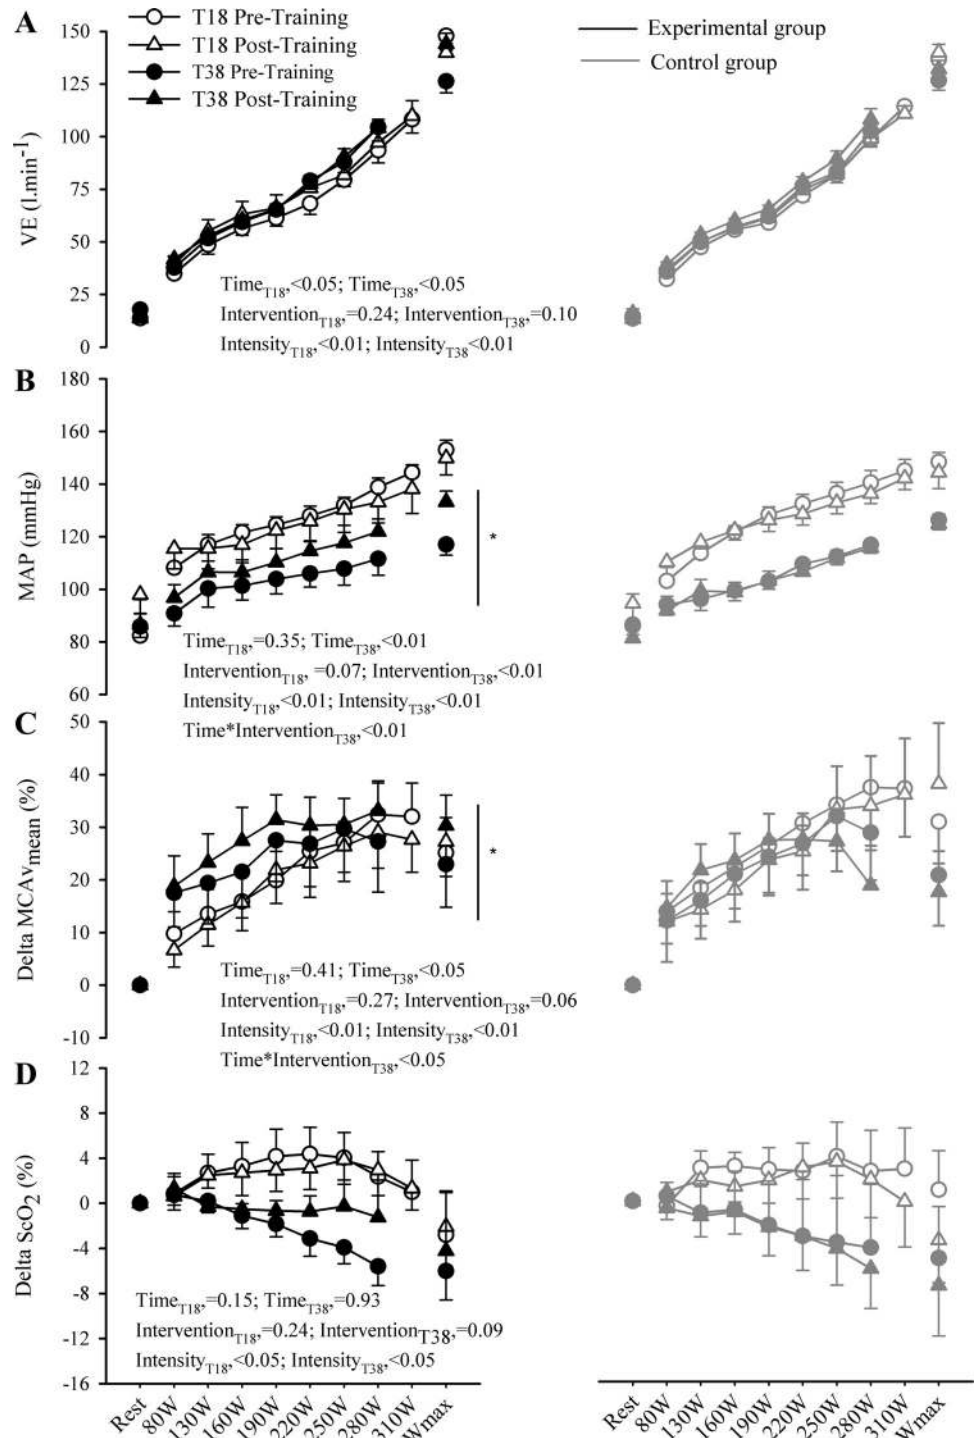 A
T18 Pre-Training
T18 Post-Training
T38 Pre-Training
T38 Post-Training
Experimental group
Control group
VE (l.min-1)
150
125
100
75
50
25
0
TimeT18,<0.05; TimeT38,<0.05
InterventionT18,=0.24; InterventionT38,=0.10
IntensityT18,<0.01; IntensityT38<0.01
B
MAP (mmHg)
180
160
140
120
100
80
60
*
TimeT18,=0.35; TimeT38,<0.01
InterventionT18, =0.07; InterventionT38,<0.01
IntensityT18,<0.01; IntensityT38,<0.01
Time*InterventionT38,<0.01
C
Delta MCAvmean (%)
50
40
30
20
10
0
-10
*
TimeT18,=0.41; TimeT38,<0.05
InterventionT18,=0.27; InterventionT38,=0.06
IntensityT18,<0.01; IntensityT38,<0.01
Time*InterventionT38,<0.05
D
Delta ScO2 (%)
12
8
4
0
-4
-8
-12
-16
TimeT18,=0.15; TimeT38,=0.93
InterventionT18,=0.24; InterventionT38,=0.09
IntensityT18,<0.05; IntensityT38,<0.05
Rest 80W 130W 160W 190W 220W 250W 280W 310W Wmax
Rest 80W 130W 160W 190W 220W 250W 280W 310W Wmax